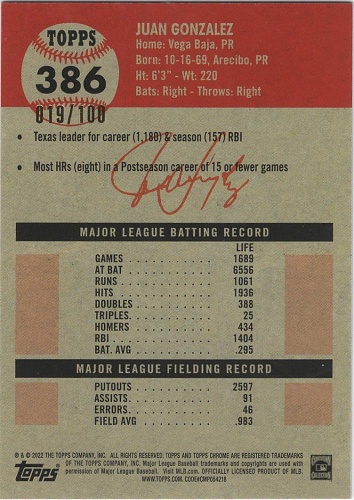 TOPPS
386
019/100
JUAN GONZALEZ
Home: Vega Baja, PR
Born: 10-16-69, Arecibo, PR
Ht: 6'3" - Wt: 220
Bats: Right - Throws: Right
• Texas leader for career (1,180) & season (157) RBI
• Most HRs (eight) in a Postseason career of 15 or fewer games
MAJOR LEAGUE BATTING RECORD
LIFE
GAMES 1689
AT BAT 6556
RUNS 1061
HITS 1936
DOUBLES 388
TRIPLES 25
HOMERS 434
RBI 1404
BAT. AVG .295
MAJOR LEAGUE FIELDING RECORD
PUTOUTS 2597
ASSISTS 91
ERRORS 46
FIELD AVG .983
® & © 2022 THE TOPPS COMPANY, INC. ALL RIGHTS RESERVED. TOPPS AND TOPPS CHROME ARE REGISTERED TRADEMARKS
OF THE TOPPS COMPANY, INC. Major League Baseball trademarks and copyrights are used with permission of
Major League Baseball. Visit MLB.com. OFFICIALLY LICENSED PRODUCT OF MLB.
WWW.TOPPS.COM. CODE#CMP054218
Topps